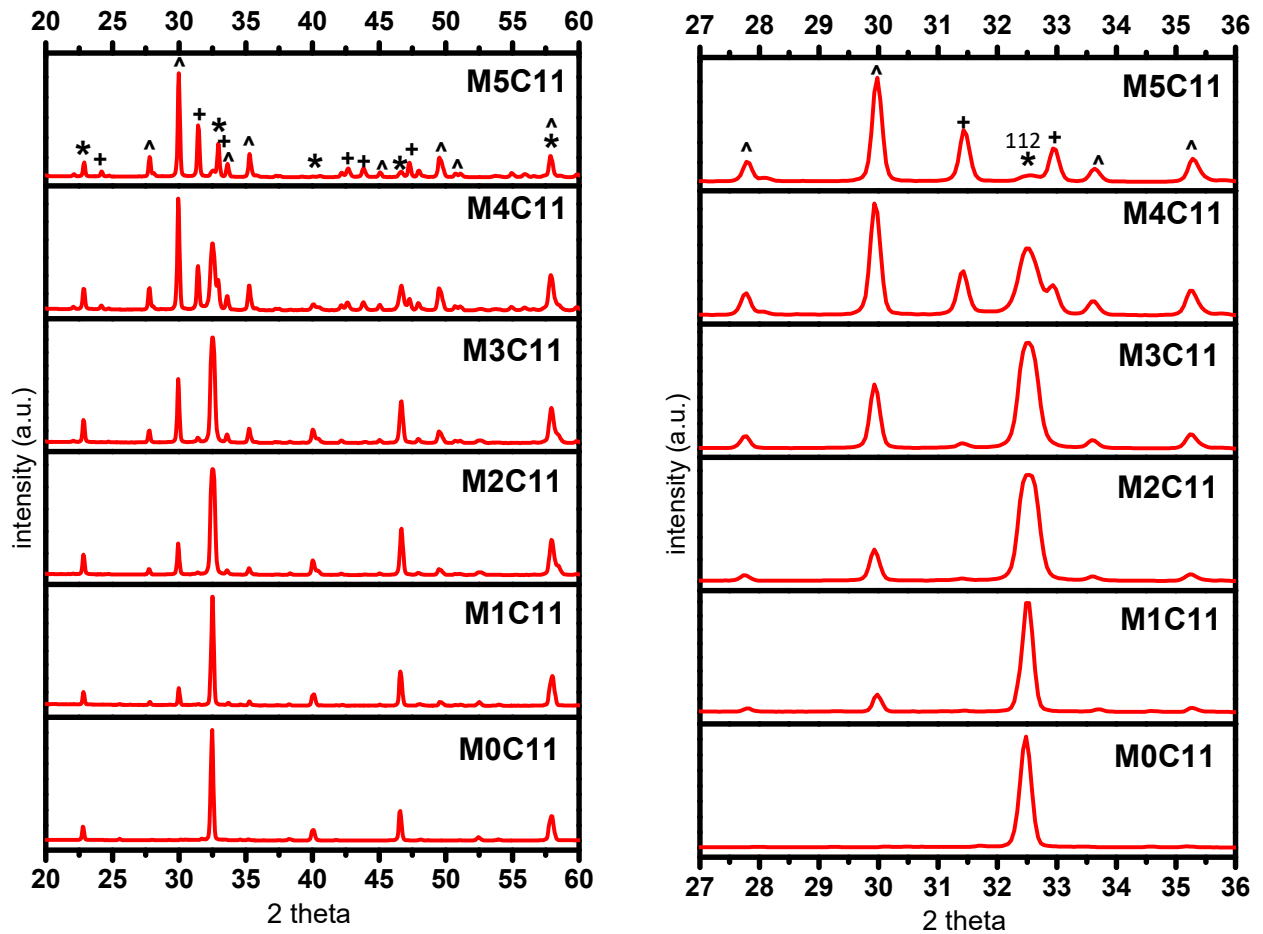 20 25 30 35 40 45 50 55 60
M5C11
^
+
*
^
+
* + ^ + ^ * + + ^ * + ^ ^ * ^
M4C11
M3C11
M2C11
M1C11
M0C11
intensity (a.u.)
20 25 30 35 40 45 50 55 60
2 theta
27 28 29 30 31 32 33 34 35 36
M5C11
^ ^ + 112 * + ^ ^
M4C11
M3C11
M2C11
M1C11
M0C11
intensity (a.u.)
27 28 29 30 31 32 33 34 35 36
2 theta